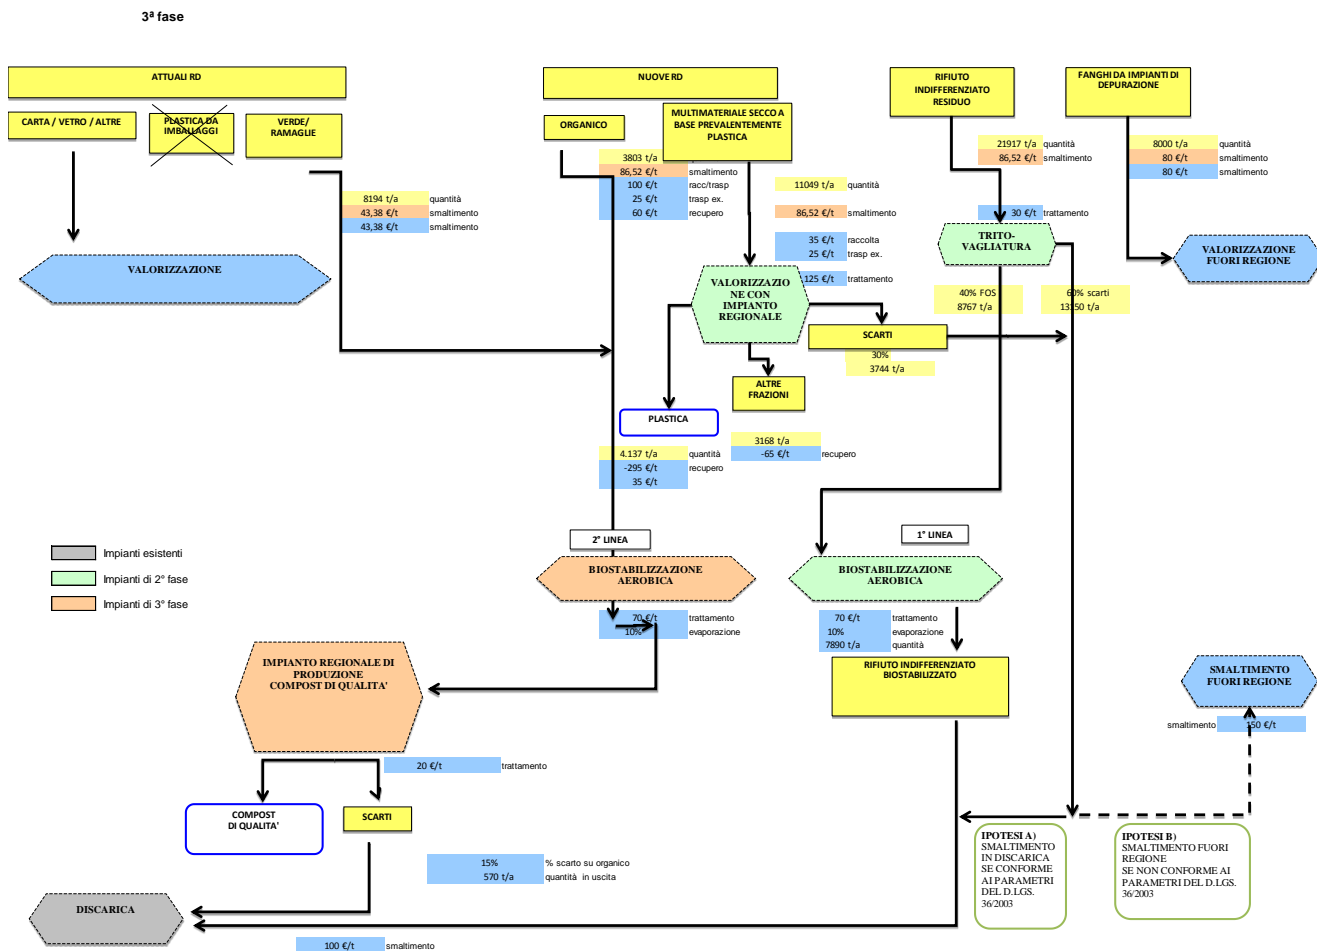 3ª fase
ATTUALI RD
NUOVE RD
RIFIUTO
INDIFFERENZIATO
RESIDUO
FANGHI DA IMPIANTI DI
DEPURAZIONE
CARTA / VETRO / ALTRE
PLASTICA DA
IMBALLAGGI
VERDE/
RAMAGLIE
ORGANICO
MULTIMATERIALE SECCO A
BASE PREVALENTEMENTE
PLASTICA
3803 t/a
86,52 €/t smaltimento
100 €/t racc/trasp
25 €/t trasp ex.
60 €/t recupero
11049 t/a quantità
86,52 €/t smaltimento
35 €/t raccolta
25 €/t trasp ex.
125 €/t trattamento
21917 t/a quantità
86,52 €/t smaltimento
30 €/t trattamento
8000 t/a quantità
80 €/t smaltimento
80 €/t smaltimento
8194 t/a quantità
43,38 €/t smaltimento
43,38 €/t smaltimento
VALORIZZAZIONE
VALORIZZAZIO
NE CON
IMPIANTO
REGIONALE
TRITO-
VAGLIATURA
VALORIZZAZIONE
FUORI REGIONE
40% FOS
8767 t/a
60% scarti
13150 t/a
SCARTI
30%
3744 t/a
ALTRE
FRAZIONI
PLASTICA
3168 t/a
-65 €/t recupero
4.137 t/a quantità
-295 €/t recupero
35 €/t
2° LINEA
1° LINEA
Impianti esistenti
Impianti di 2° fase
Impianti di 3° fase
BIOSTABILIZZAZIONE
AEROBICA
BIOSTABILIZZAZIONE
AEROBICA
70 €/t trattamento
10% evaporazione
70 €/t trattamento
10% evaporazione
7890 t/a quantità
IMPIANTO REGIONALE DI
PRODUZIONE
COMPOST DI QUALITA'
RIFIUTO INDIFFERENZIATO
BIOSTABILIZZATO
SMALTIMENTO
FUORI REGIONE
smaltimento 150 €/t
20 €/t trattamento
COMPOST
DI QUALITA'
SCARTI
IPOTESI A)
SMALTIMENTO
IN DISCARICA
SE CONFORME
AI PARAMETRI
DEL D.LGS.
36/2003
IPOTESI B)
SMALTIMENTO FUORI
REGIONE
SE NON CONFORME AI
PARAMETRI DEL D.LGS.
36/2003
15% % scarto su organico
570 t/a quantità in uscita
DISCARICA
100 €/t smaltimento